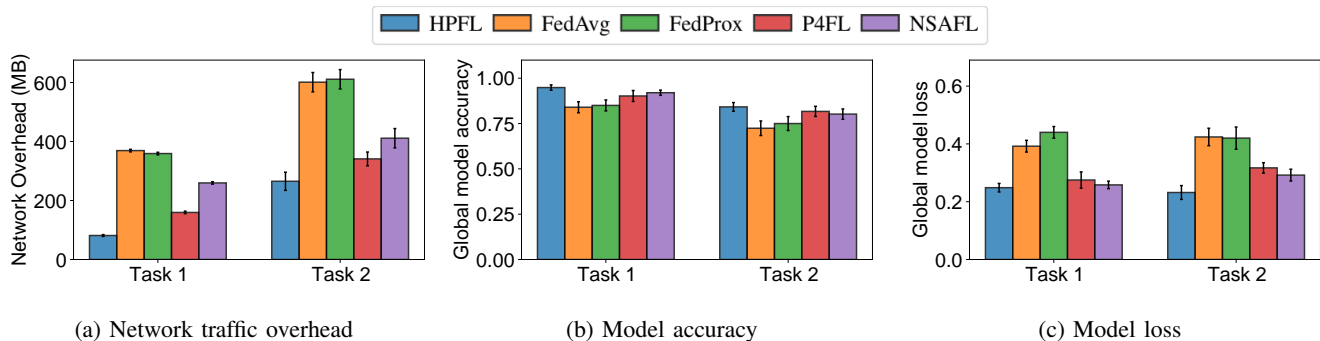 HPFL FedAvg FedProx P4FL NSAFL
Network Overhead (MB)
600
400
200
0
Task 1 Task 2
(a) Network traffic overhead
Global model accuracy
1.00
0.75
0.50
0.25
0.00
Task 1 Task 2
(b) Model accuracy
Global model loss
0.6
0.4
0.2
0.0
Task 1 Task 2
(c) Model loss